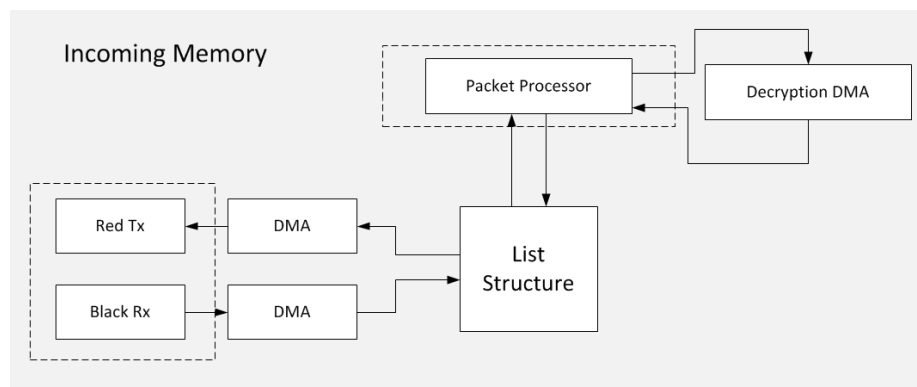 Incoming Memory
Packet Processor
Decryption DMA
Red Tx
DMA
List
Structure
Black Rx
DMA